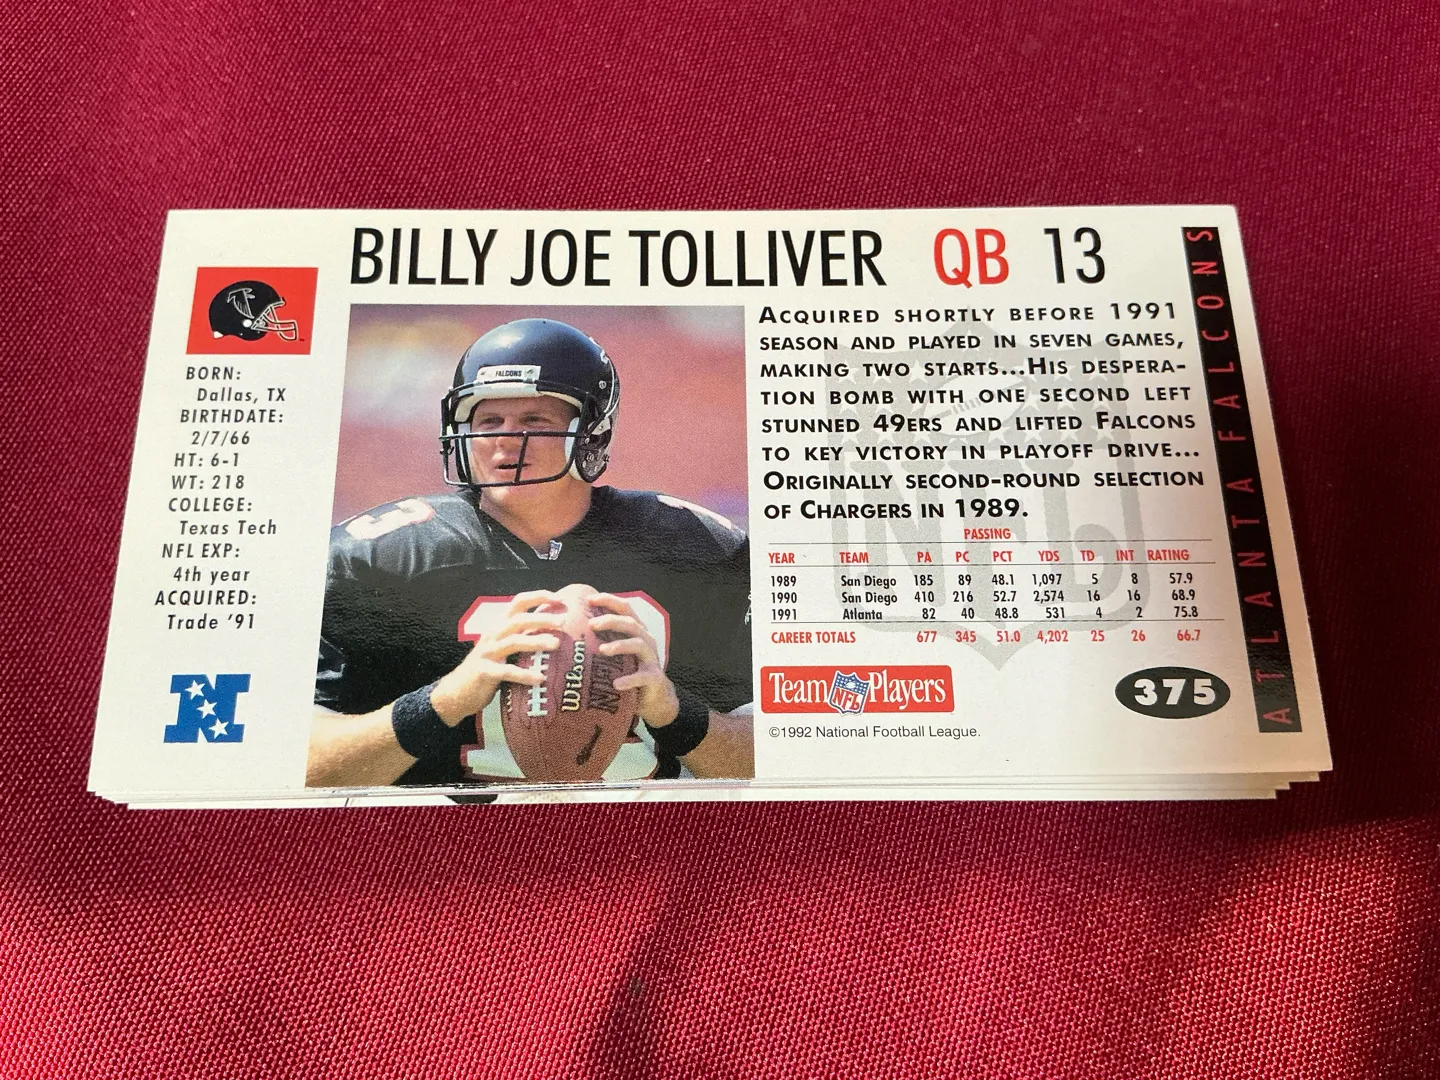 BILLY JOE TOLLIVER QB 13
BORN:
Dallas, TX
BIRTHDATE:
2/7/66
HT: 6-1
WT: 218
COLLEGE:
Texas Tech
NFL EXP:
4th year
ACQUIRED:
Trade '91
N
FALCONS
3
1
Wilson
NFL
ACQUIRED SHORTLY BEFORE 1991
SEASON AND PLAYED IN SEVEN GAMES,
MAKING TWO STARTS...HIS DESPERA-
TION BOMB WITH ONE SECOND LEFT
STUNNED 49ERS AND LIFTED FALCONS
TO KEY VICTORY IN PLAYOFF DRIVE...
ORIGINALLY SECOND-ROUND SELECTION
OF CHARGERS IN 1989.
NFL
PASSING
YEAR TEAM PA PC PCT YDS TD INT RATING
1989 San Diego 185 89 48.1 1,097 5 8 57.9
1990 San Diego 410 216 52.7 2,574 16 16 68.9
1991 Atlanta 82 40 48.8 531 4 2 75.8
CAREER TOTALS 677 345 51.0 4,202 25 26 66.7
Team NFL Players
375
©1992 National Football League.
ATLANTA FALCONS